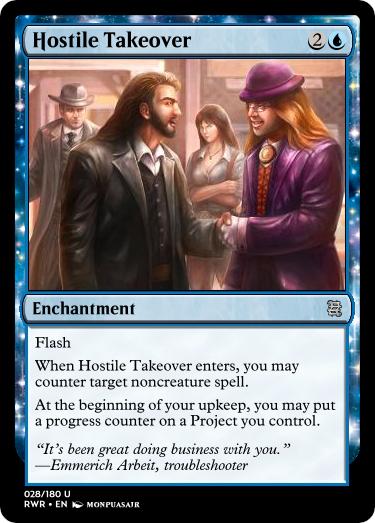 Hostile Takeover 2
Enchantment
Flash
When Hostile Takeover enters, you may
counter target noncreature spell.
At the beginning of your upkeep, you may put
a progress counter on a Project you control.
“It’s been great doing business with you.”
—Emmerich Arbeit, troubleshooter
028/180 U
RWR • EN MONPUASAJR